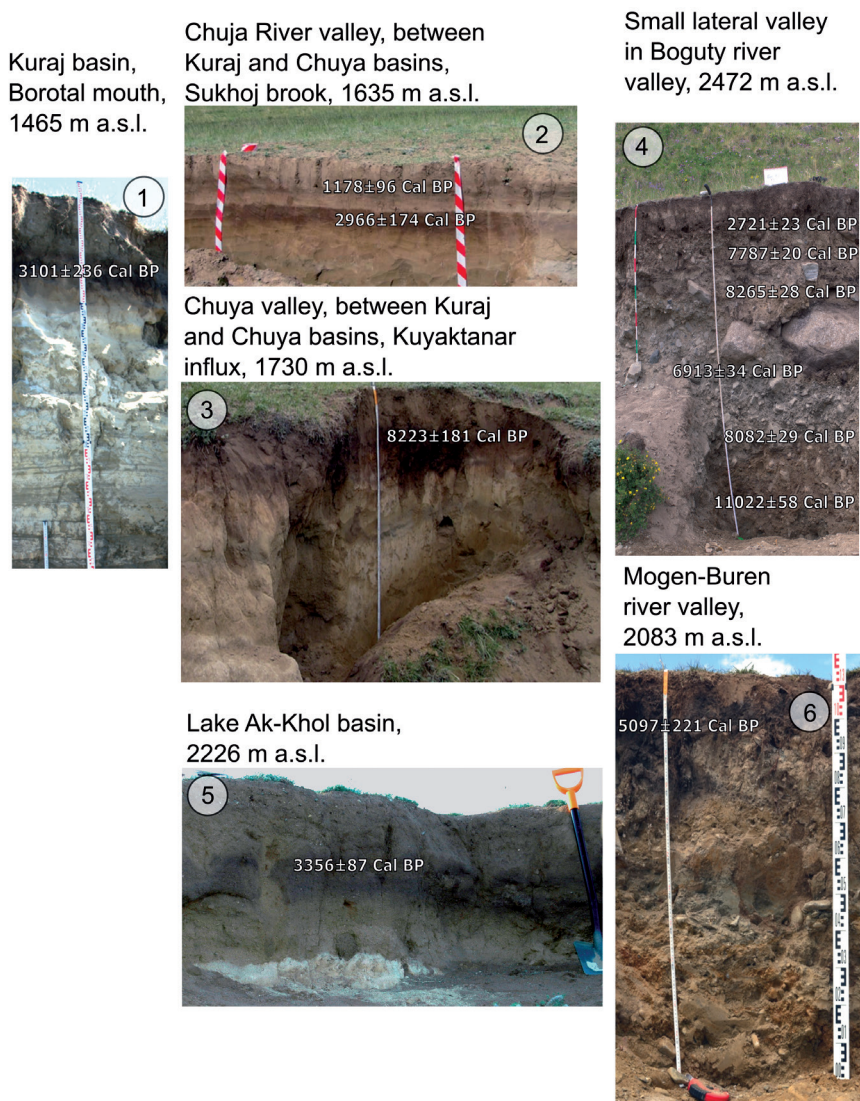 Kuraj basin,
Borotal mouth,
1465 m a.s.l.
1
3101±236 Cal BP
Chuja River valley, between
Kuraj and Chuya basins,
Sukhoj brook, 1635 m a.s.l.
2
1178±96 Cal BP
2966±174 Cal BP
Chuya valley, between Kuraj
and Chuya basins, Kuyaktanar
influx, 1730 m a.s.l.
3
8223±181 Cal BP
Small lateral valley
in Boguty river
valley, 2472 m a.s.l.
4
2721±23 Cal BP
7787±20 Cal BP
8265±28 Cal BP
6913±34 Cal BP
8082±29 Cal BP
11022±58 Cal BP
Lake Ak-Khol basin,
2226 m a.s.l.
5
3356±87 Cal BP
Mogen-Buren
river valley,
2083 m a.s.l.
6
5097±221 Cal BP